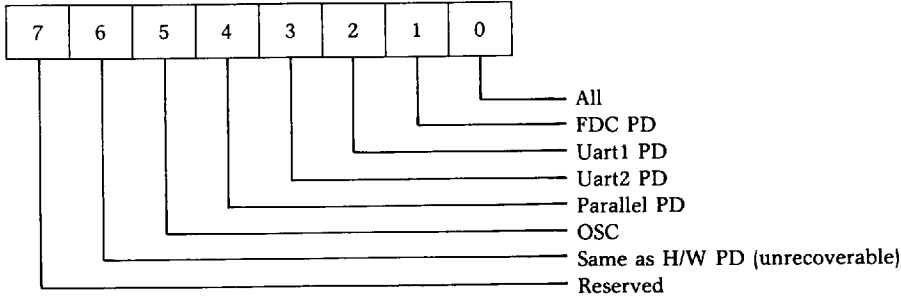 7 6 5 4 3 2 1 0
All
FDC PD
Uart1 PD
Uart2 PD
Parallel PD
OSC
Same as H/W PD (unrecoverable)
Reserved